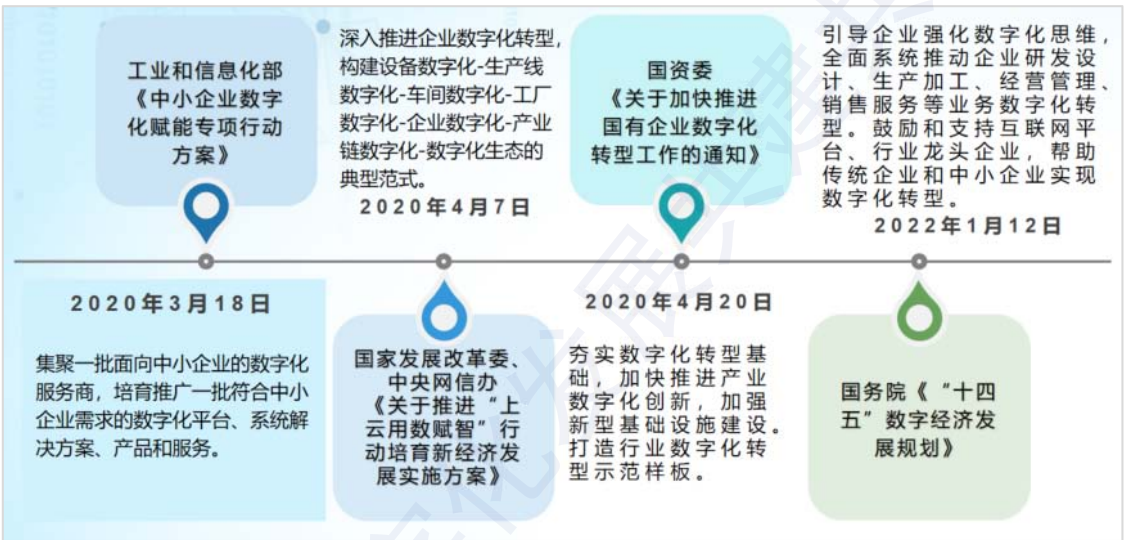 工业和信息化部
《中小企业数字
化赋能专项行动
方案》
2020年3月18日
集聚一批面向中小企业的数字化
服务商，培育推广一批符合中小
企业需求的数字化平台、系统解
决方案、产品和服务。
深入推进企业数字化转型，
构建设备数字化-生产线
数字化-车间数字化-工厂
数字化-企业数字化-产业
链数字化-数字化生态的
典型范式。
2020年4月7日
国家发展改革委、
中央网信办
《关于推进“上
云用数赋智”行
动培育新经济发
展实施方案》
国资委
《关于加快推进
国有企业数字化
转型工作的通知》
2020年4月20日
夯实数字化转型基
础，加快推进产业
数字化创新，加强
新型基础设施建设。
打造行业数字化转
型示范样板。
引导企业强化数字化思维，
全面系统推动企业研发设
计、生产加工、经营管理、
销售服务等业务数字化转
型。鼓励和支持互联网平
台、行业龙头企业，帮助
传统企业和中小企业实现
数字化转型。
2022年1月12日
国务院《“十四
五”数字经济发
展规划》